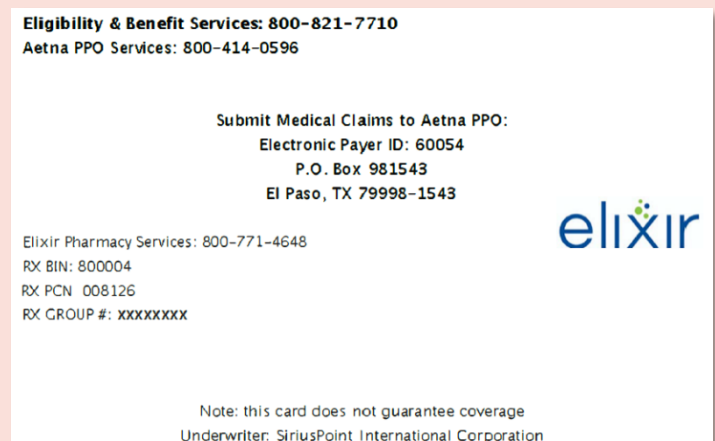 Eligibility & Benefit Services: 800-821-7710
Aetna PPO Services: 800-414-0596
Submit Medical Claims to Aetna PPO:
Electronic Payer ID: 60054
P.O. Box 981543
El Paso, TX 79998-1543
elixir
Elixir Pharmacy Services: 800-771-4648
RX BIN: 800004
RX PCN 008126
RX GROUP #: XXXXXXXX
Note: this card does not guarantee coverage
Underwriter: SiriusPoint International Corporation